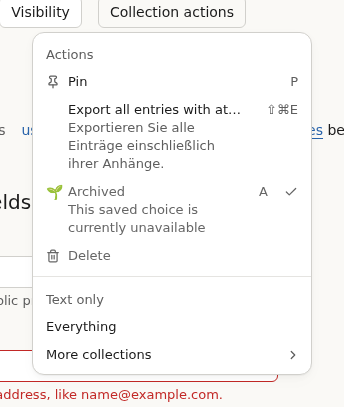 Visibility
Collection actions
Actions
Pin P
Export all entries with at… ⇧⌘E
Exportieren Sie alle
Einträge einschließlich
ihrer Anhänge.
Archived A
This saved choice is
currently unavailable
Delete
Text only
Everything
More collections
address, like name@example.com.